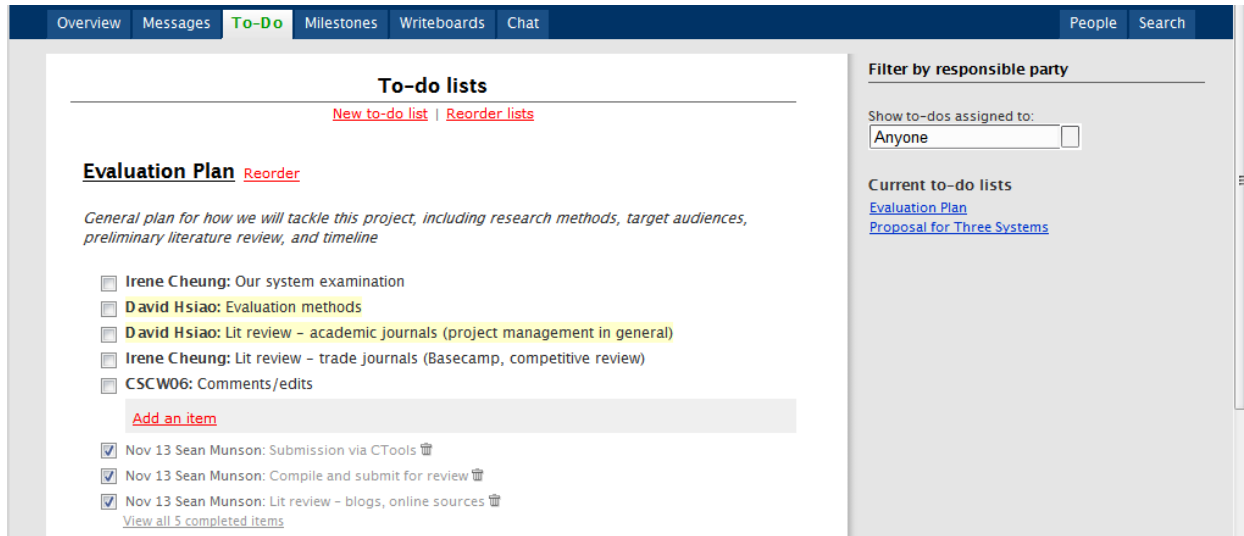 Overview Messages To-Do Milestones Writeboards Chat People Search
To-do lists
New to-do list | Reorder lists
Evaluation Plan Reorder
General plan for how we will tackle this project, including research methods, target audiences,
preliminary literature review, and timeline
Irene Cheung: Our system examination
David Hsiao: Evaluation methods
David Hsiao: Lit review – academic journals (project management in general)
Irene Cheung: Lit review – trade journals (Basecamp, competitive review)
CSCW06: Comments/edits
Add an item
Nov 13 Sean Munson: Submission via CTools
Nov 13 Sean Munson: Compile and submit for review
Nov 13 Sean Munson: Lit review – blogs, online sources
View all 5 completed items
Filter by responsible party
Show to-dos assigned to:
Anyone
Current to-do lists
Evaluation Plan
Proposal for Three Systems